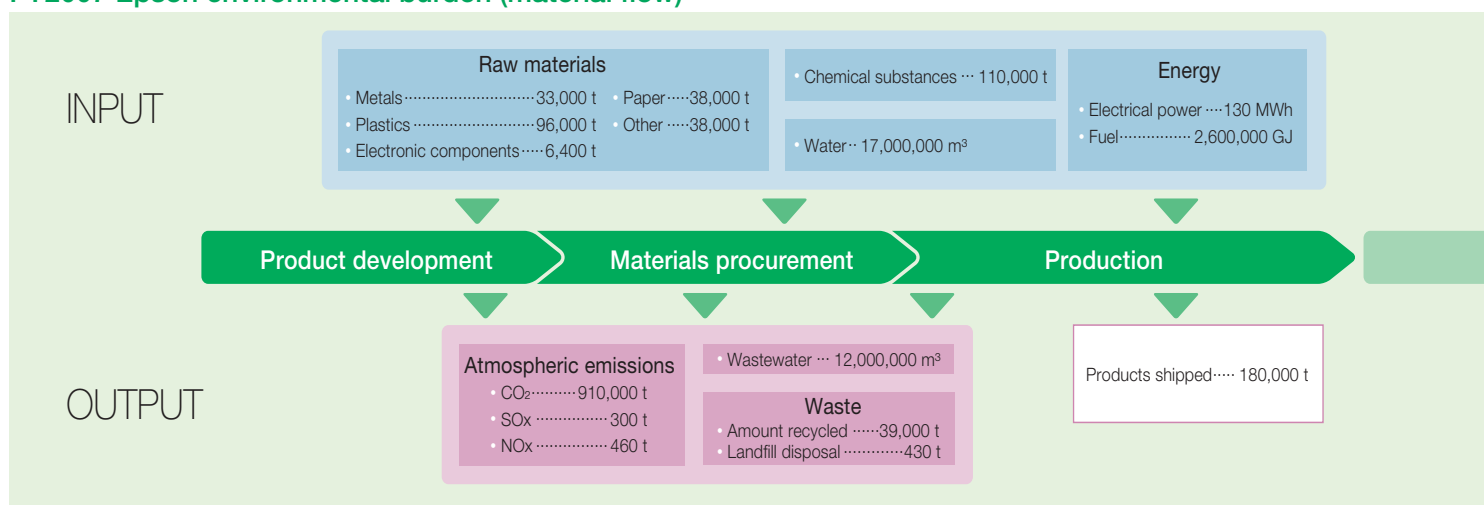 INPUT
Raw materials
• Metals···························33,000 t
• Plastics ·························96,000 t
• Electronic components·····6,400 t
• Paper·····38,000 t
• Other ·····38,000 t
• Chemical substances ··· 110,000 t
• Water·· 17,000,000 m³
Energy
• Electrical power ····130 MWh
• Fuel················ 2,600,000 GJ
Product development
Materials procurement
Production
OUTPUT
Atmospheric emissions
• CO₂··········910,000 t
• SOx ················300 t
• NOx ················ 460 t
• Wastewater ··· 12,000,000 m³
Waste
• Amount recycled ······39,000 t
• Landfill disposal·············430 t
Products shipped····· 180,000 t